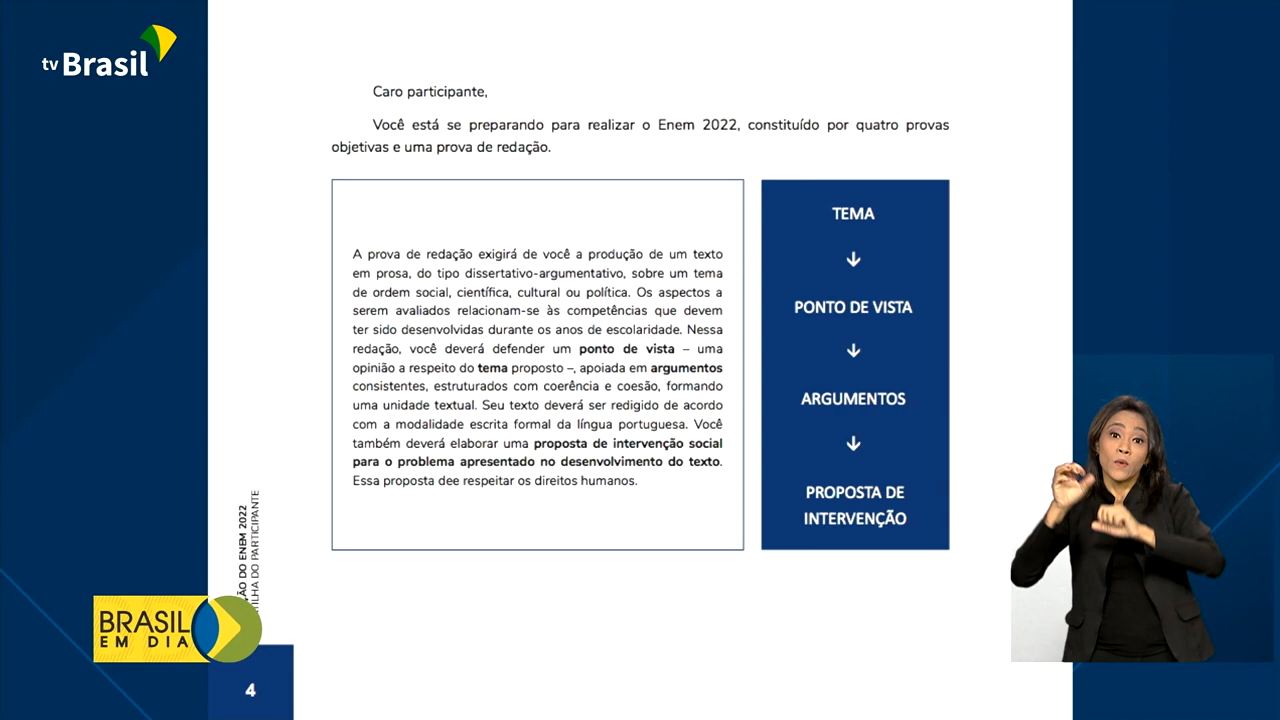 tv Brasil
Caro participante,
Você está se preparando para realizar o Enem 2022, constituído por quatro provas
objetivas e uma prova de redação.
A prova de redação exigirá de você a produção de um texto
em prosa, do tipo dissertativo-argumentativo, sobre um tema
de ordem social, científica, cultural ou política. Os aspectos a
serem avaliados relacionam-se às competências que devem
ter sido desenvolvidas durante os anos de escolaridade. Nessa
redação, você deverá defender um ponto de vista – uma
opinião a respeito do tema proposto –, apoiada em argumentos
consistentes, estruturados com coerência e coesão, formando
uma unidade textual. Seu texto deverá ser redigido de acordo
com a modalidade escrita formal da língua portuguesa. Você
também deverá elaborar uma proposta de intervenção social
para o problema apresentado no desenvolvimento do texto.
Essa proposta dee respeitar os direitos humanos.
TEMA
PONTO DE VISTA
ARGUMENTOS
PROPOSTA DE
INTERVENÇÃO
DO ENEM 2022
DO PARTICIPANTE
BRASIL
EM DIA
4